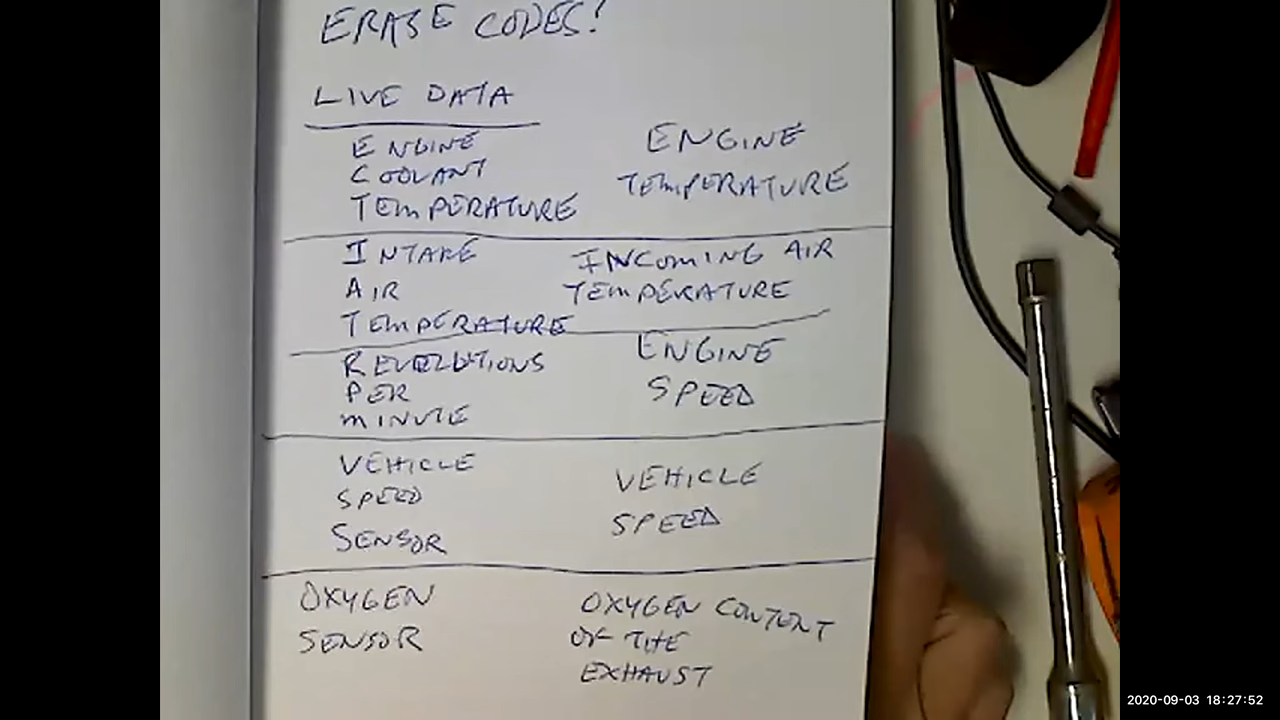 ERASE CODES!
LIVE DATA
ENGINE
COOLANT
TEMPERATURE
ENGINE
TEMPERATURE
INTAKE
AIR
TEMPERATURE
INCOMING AIR
TEMPERATURE
REVOLUTIONS
PER
MINUTE
ENGINE
SPEED
VEHICLE
SPEED
SENSOR
VEHICLE
SPEED
OXYGEN
SENSOR
OXYGEN CONTENT
OF THE
EXHAUST
2020-09-03 18:27:52